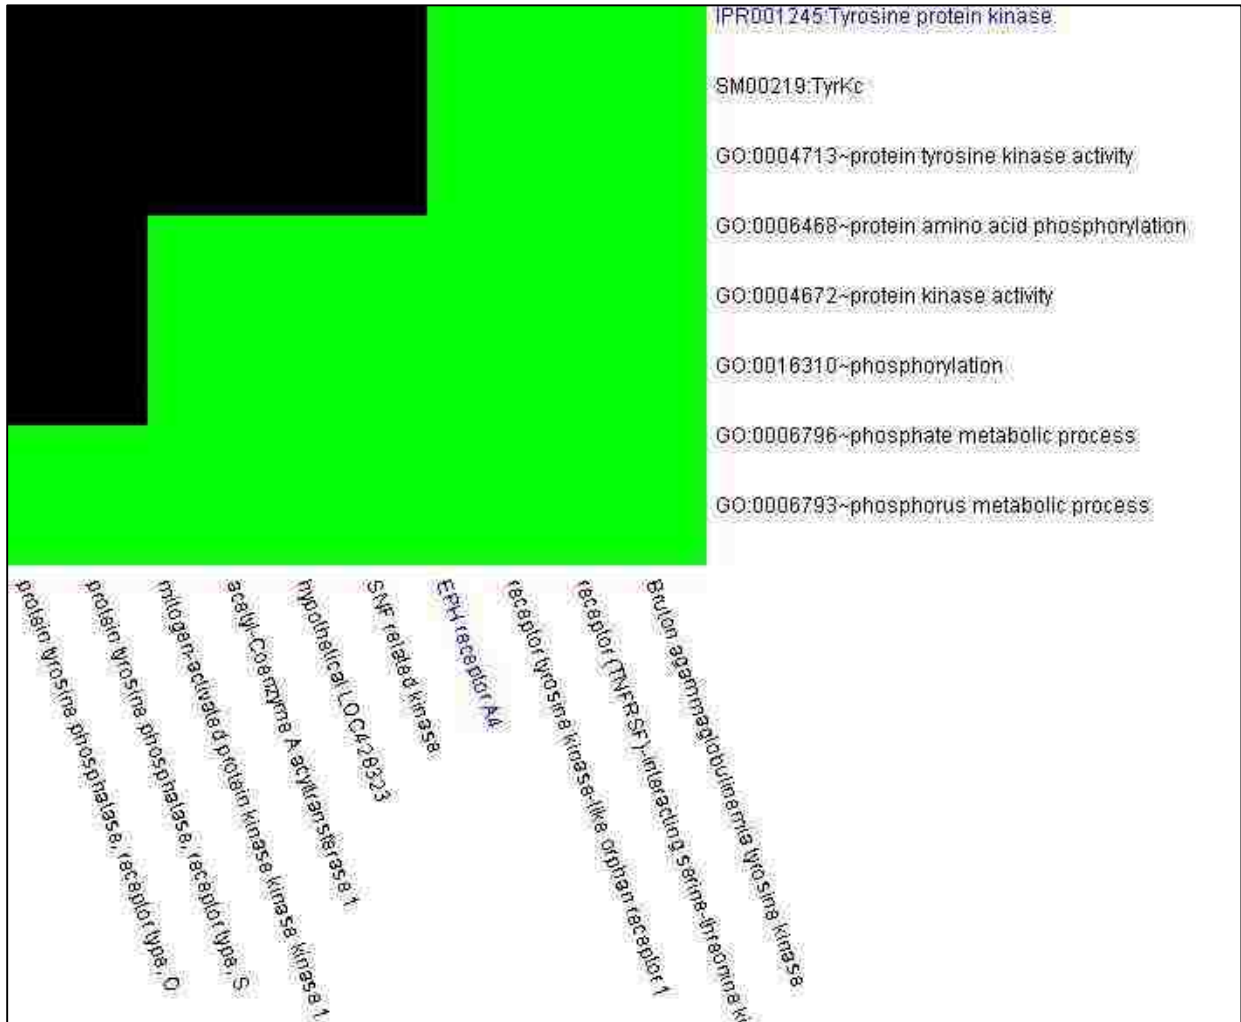 IPR001245:Tyrosine protein kinase
SM00219:TyrKc
GO:0004713~protein tyrosine kinase activity
GO:0006468~protein amino acid phosphorylation
GO:0004672~protein kinase activity
GO:0016310~phosphorylation
GO:0006796~phosphate metabolic process
GO:0006793~phosphorus metabolic process
protein tyrosine phosphatase, receptor type, O
protein tyrosine phosphatase, receptor type, S
mitogen-activated protein kinase kinase kinase 1
acetyl-Coenzyme A acyltransferase 1
hypothetical LOC428323
SNF related kinase
EPH receptor A4
receptor tyrosine kinase-like orphan receptor 1
receptor (TNFRSF)-interacting serine-threonine ki
Bruton agammaglobulinemia tyrosine kinase